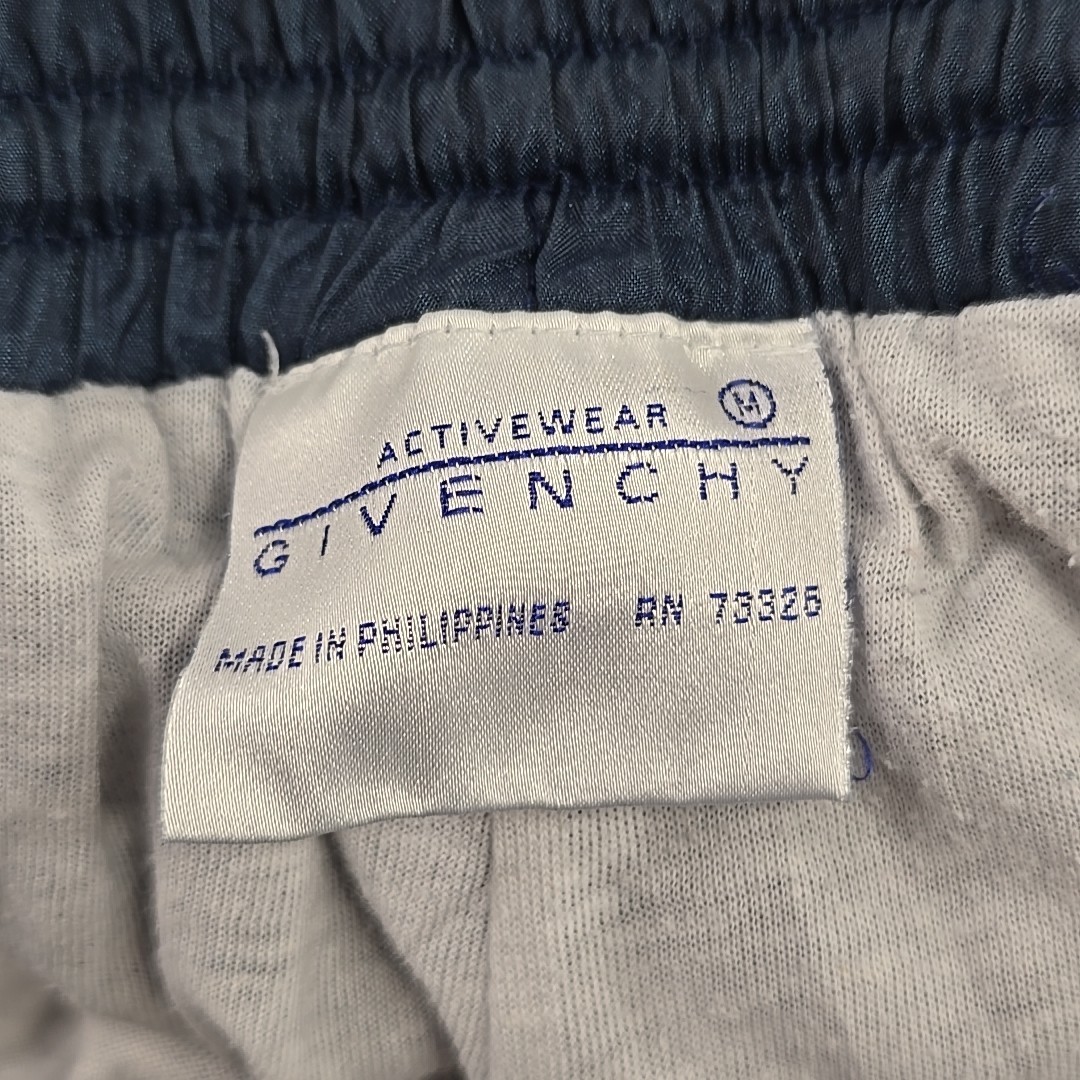 ACTIVEWEAR M
GIVENCHY
MADE IN PHILIPPINES RN 73326